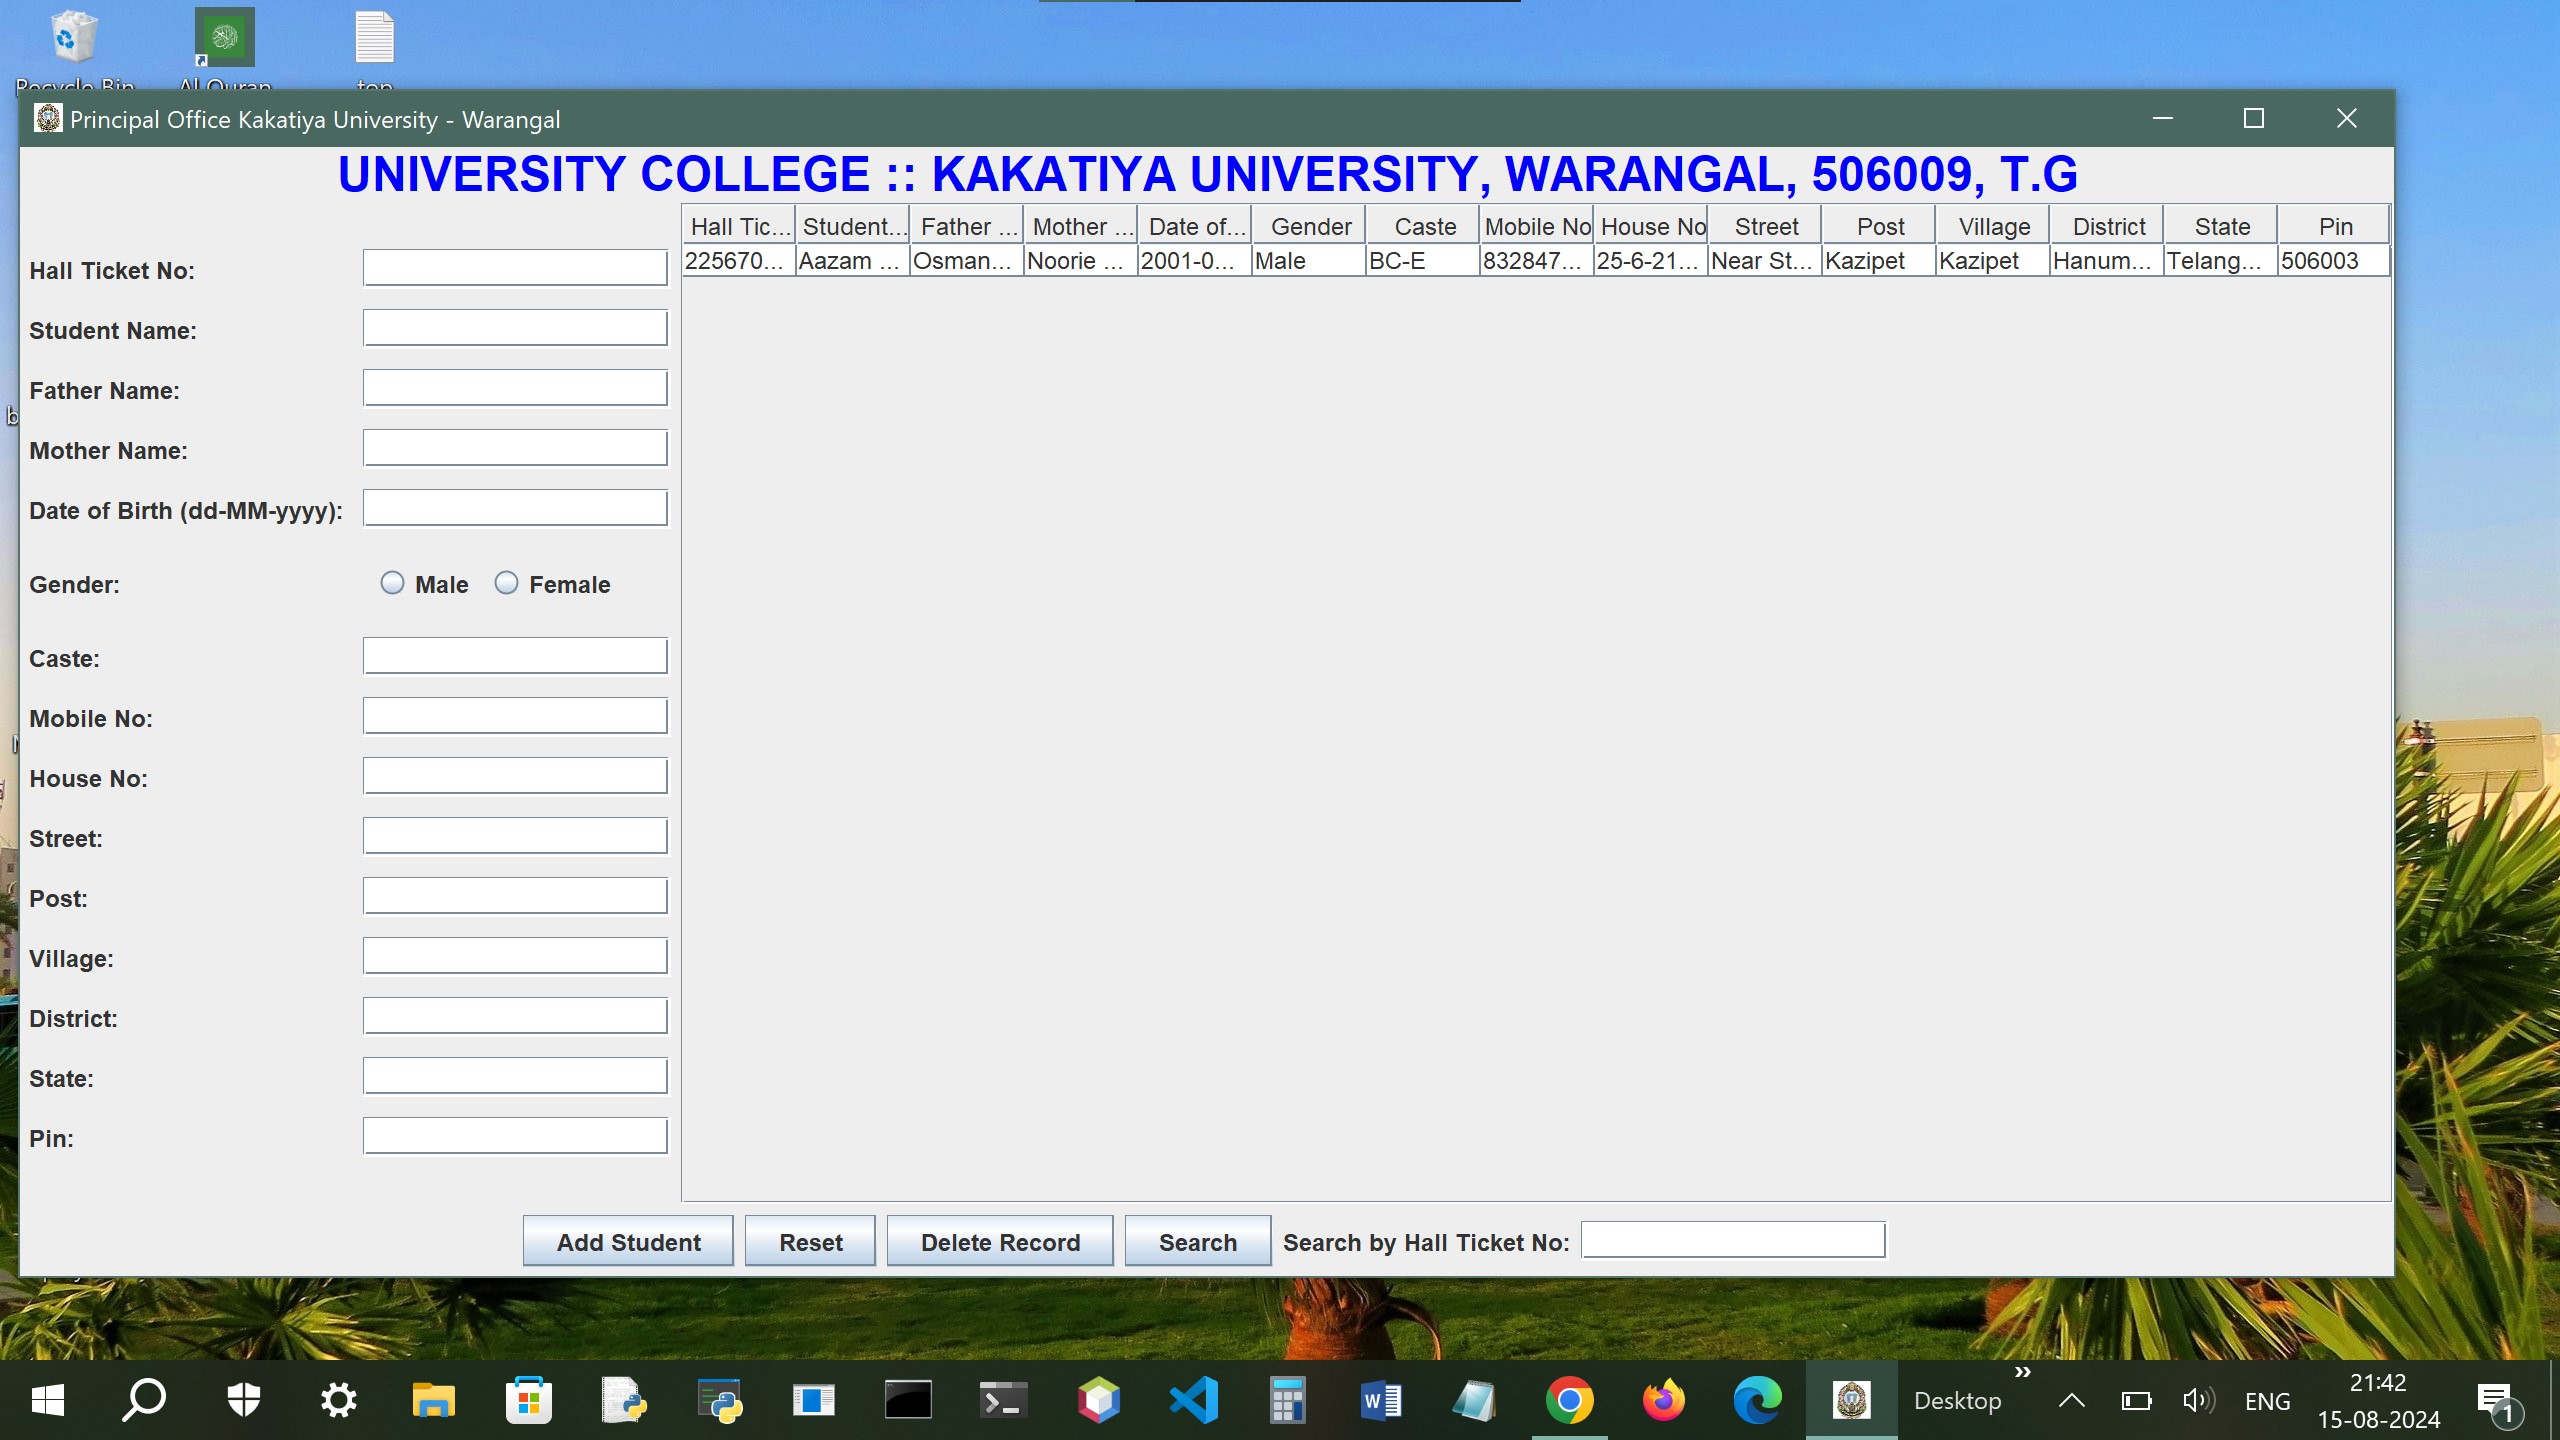 Recycle Bin
Al Quran
top
Principal Office Kakatiya University - Warangal
UNIVERSITY COLLEGE :: KAKATIYA UNIVERSITY, WARANGAL, 506009, T.G
Hall Tic... Student... Father ... Mother ... Date of... Gender Caste Mobile No House No Street Post Village District State Pin
225670... Aazam ... Osman... Noorie ... 2001-0... Male BC-E 832847... 25-6-21... Near St... Kazipet Kazipet Hanum... Telang... 506003
Hall Ticket No:
Student Name:
Father Name:
Mother Name:
Date of Birth (dd-MM-yyyy):
Gender: Male Female
Caste:
Mobile No:
House No:
Street:
Post:
Village:
District:
State:
Pin:
Add Student Reset Delete Record Search Search by Hall Ticket No:
Desktop
ENG
21:42
15-08-2024
1